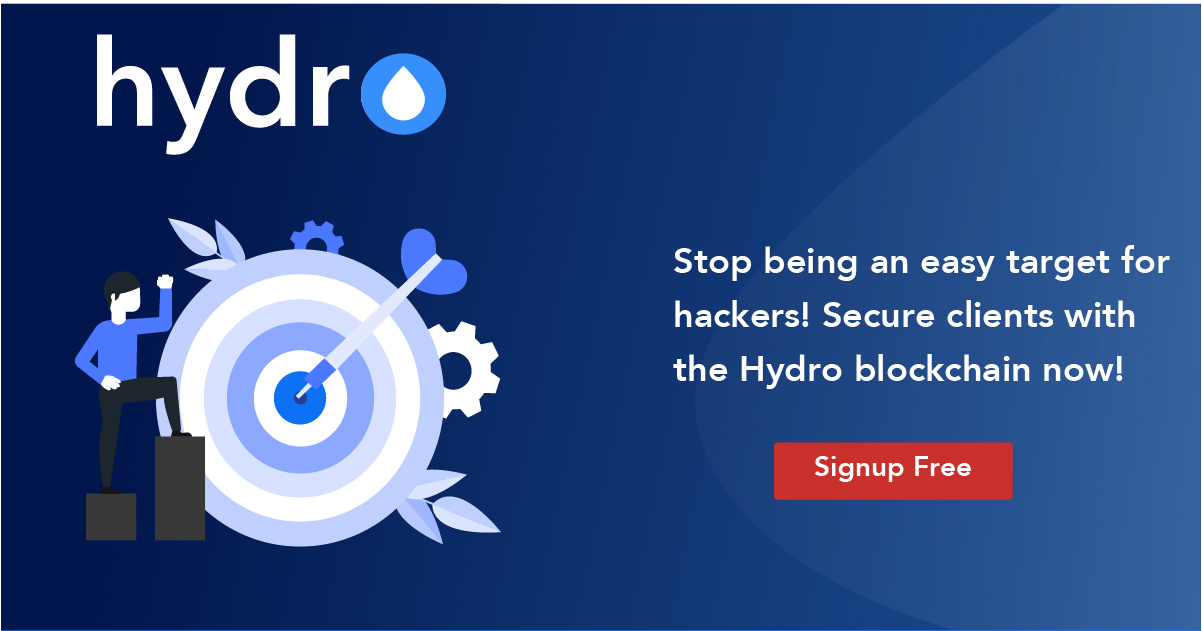 hydro
Stop being an easy target for
hackers! Secure clients with
the Hydro blockchain now!
Signup Free